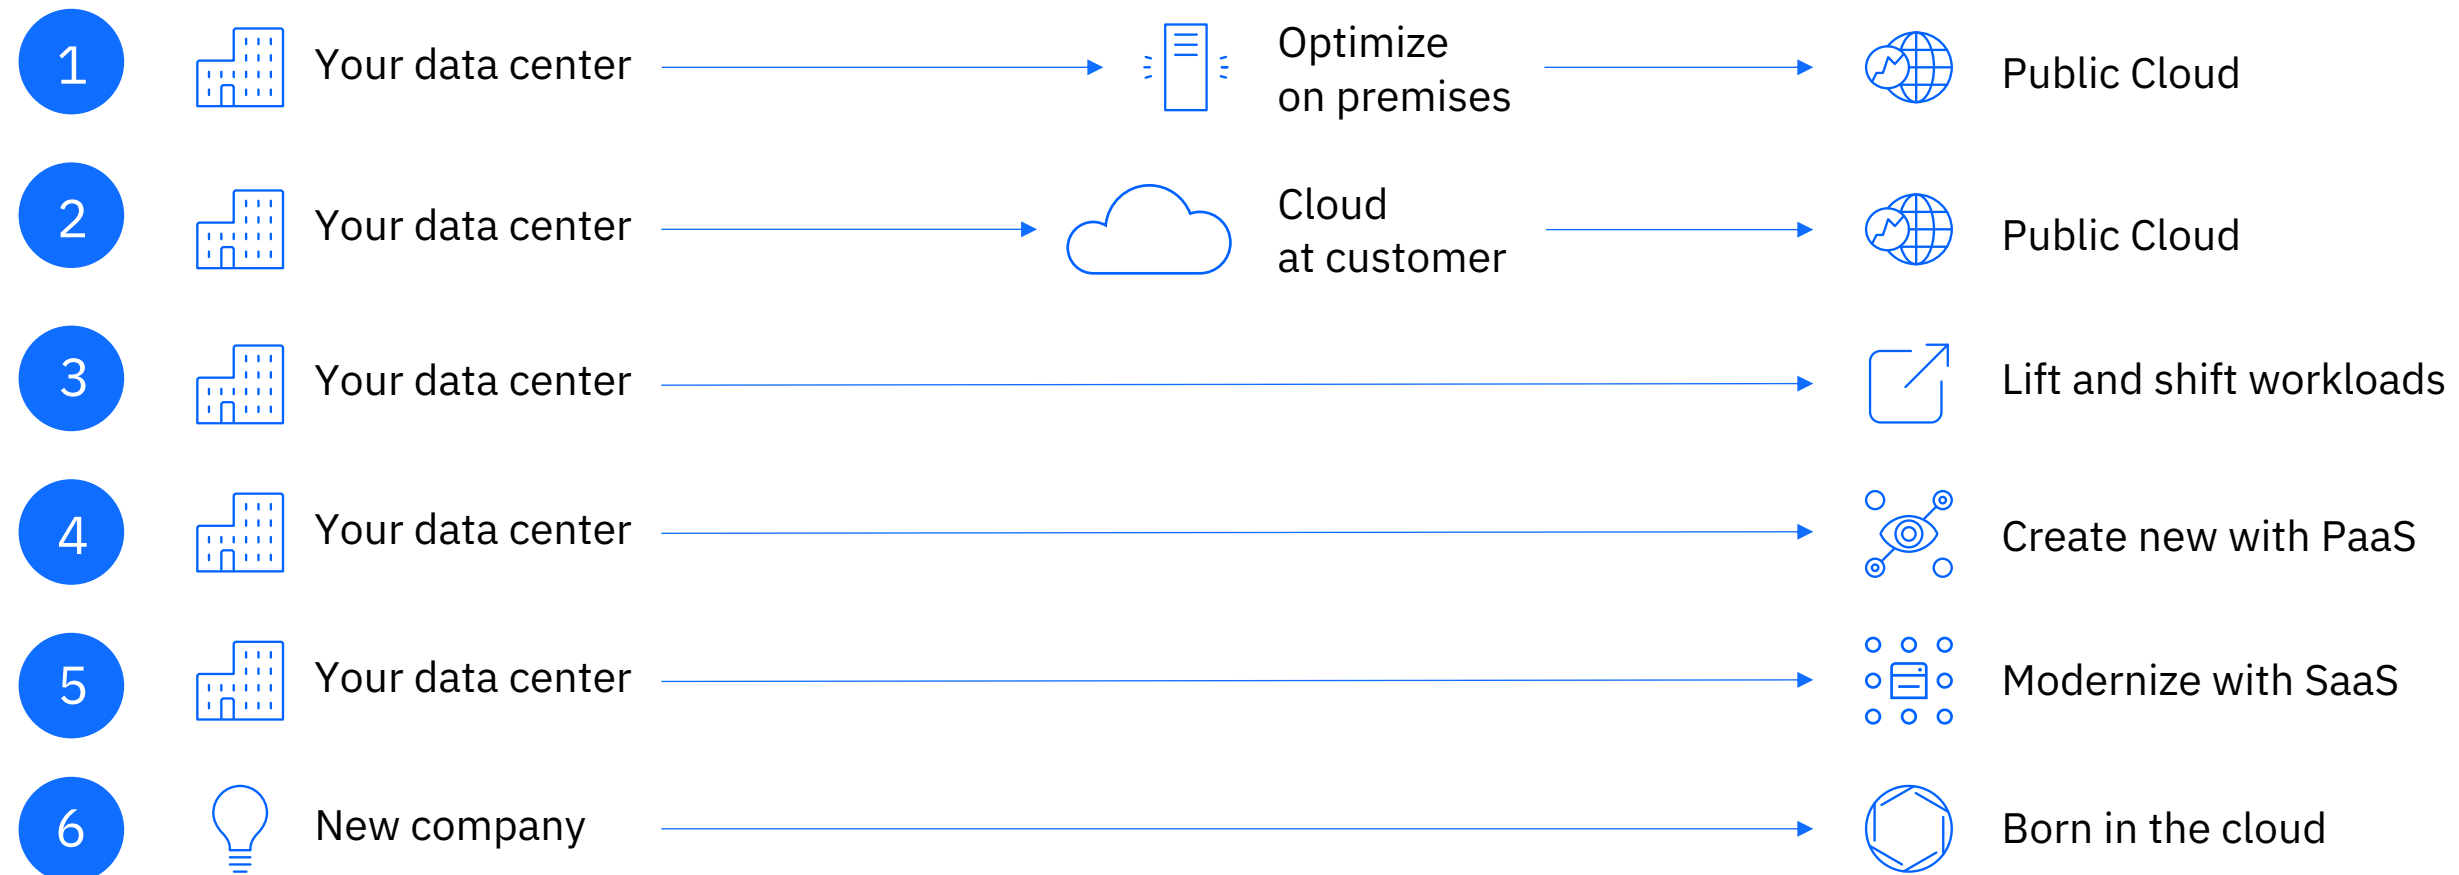 1
Your data center
Optimize
on premises
Public Cloud
2
Your data center
Cloud
at customer
Public Cloud
3
Your data center
Lift and shift workloads
4
Your data center
Create new with PaaS
5
Your data center
Modernize with SaaS
6
New company
Born in the cloud